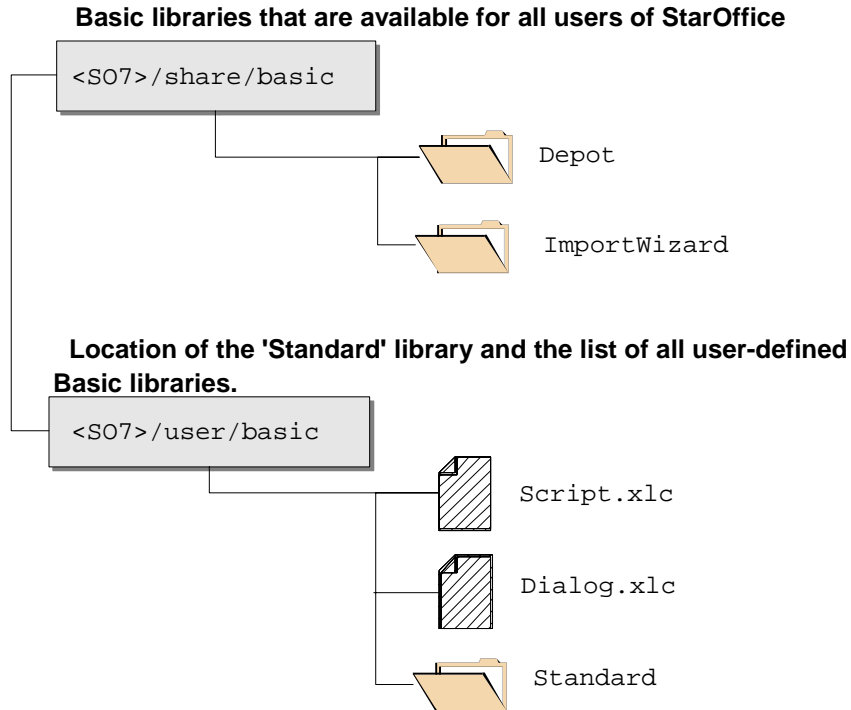 Basic libraries that are available for all users of StarOffice
<SO7>/share/basic
Depot
ImportWizard
Location of the 'Standard' library and the list of all user-defined
Basic libraries.
<SO7>/user/basic
Script.xlc
Dialog.xlc
Standard